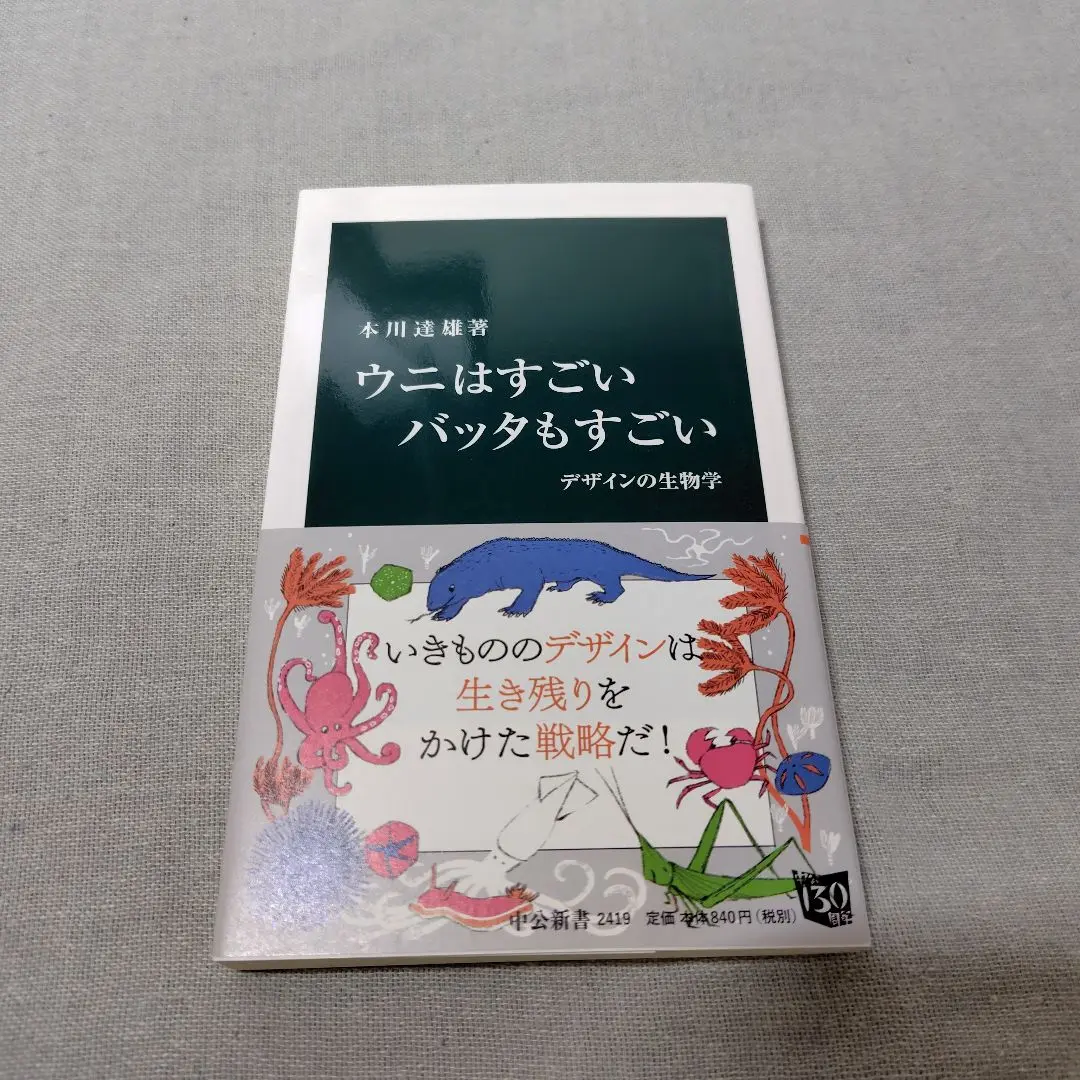 本川達雄著
ウニはすごい
バッタもすごい
デザインの生物学
いきもののデザインは
生き残りを
かけた戦略だ!
中公新書 2419 定価 本体840円(税別)
130
周年